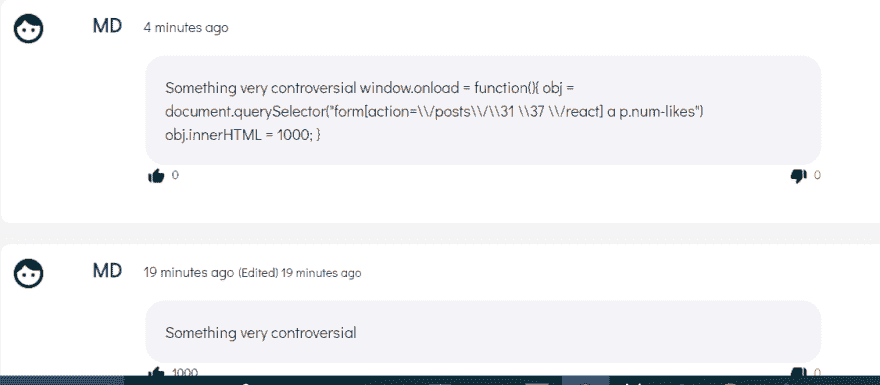 MD 4 minutes ago
Something very controversial window.onload = function(){ obj =
document.querySelector("form[action=\\/posts\\/\\31 \\37 \\/react] a p.num-likes")
obj.innerHTML = 1000; }
0 0
MD 19 minutes ago (Edited) 19 minutes ago
Something very controversial
1000 0